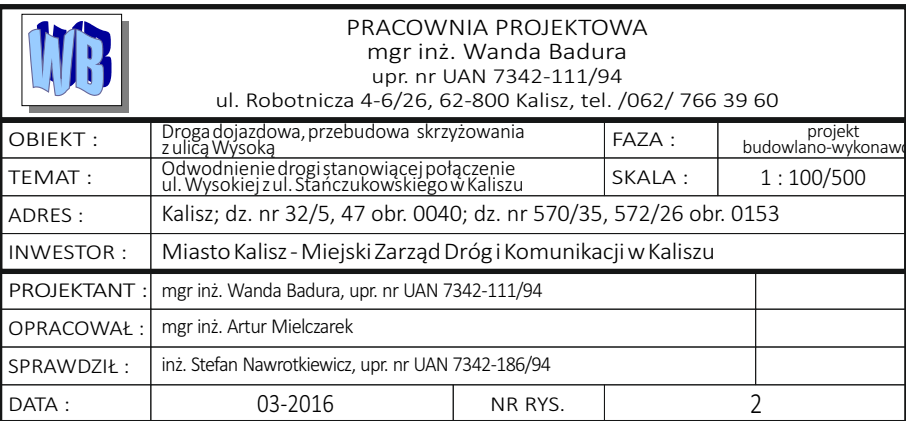 WB
PRACOWNIA PROJEKTOWA
mgr inż. Wanda Badura
upr. nr UAN 7342-111/94
ul. Robotnicza 4-6/26, 62-800 Kalisz, tel. /062/ 766 39 60
OBIEKT : Droga dojazdowa, przebudowa skrzyżowania
z ulicą Wysoką
FAZA : projekt
budowlano-wykonawc
TEMAT : Odwodnienie drogi stanowiącej połączenie
ul. Wysokiej z ul. Stańczukowskiego w Kaliszu
SKALA : 1 : 100/500
ADRES : Kalisz; dz. nr 32/5, 47 obr. 0040; dz. nr 570/35, 572/26 obr. 0153
INWESTOR : Miasto Kalisz - Miejski Zarząd Dróg i Komunikacji w Kaliszu
PROJEKTANT : mgr inż. Wanda Badura, upr. nr UAN 7342-111/94
OPRACOWAŁ : mgr inż. Artur Mielczarek
SPRAWDZIŁ : inż. Stefan Nawrotkiewicz, upr. nr UAN 7342-186/94
DATA : 03-2016 NR RYS. 2